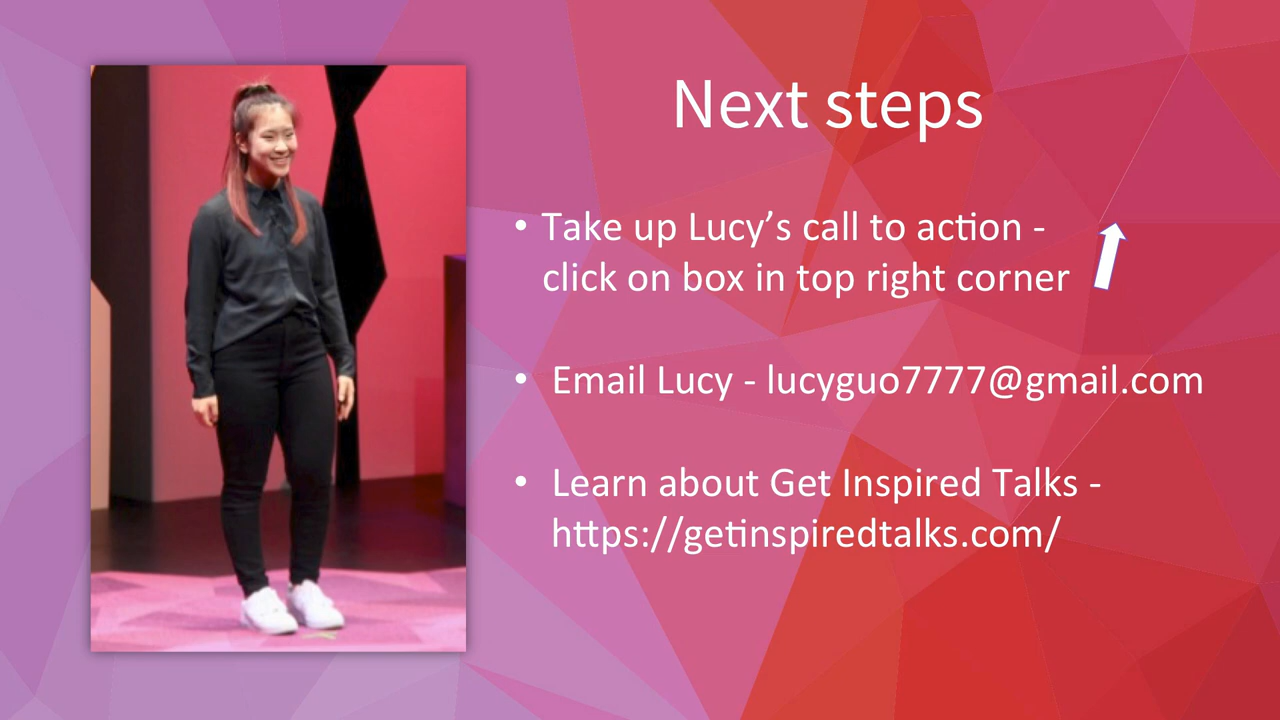 Next steps
• Take up Lucy’s call to action -
click on box in top right corner
• Email Lucy - lucyguo7777@gmail.com
• Learn about Get Inspired Talks -
https://getinspiredtalks.com/